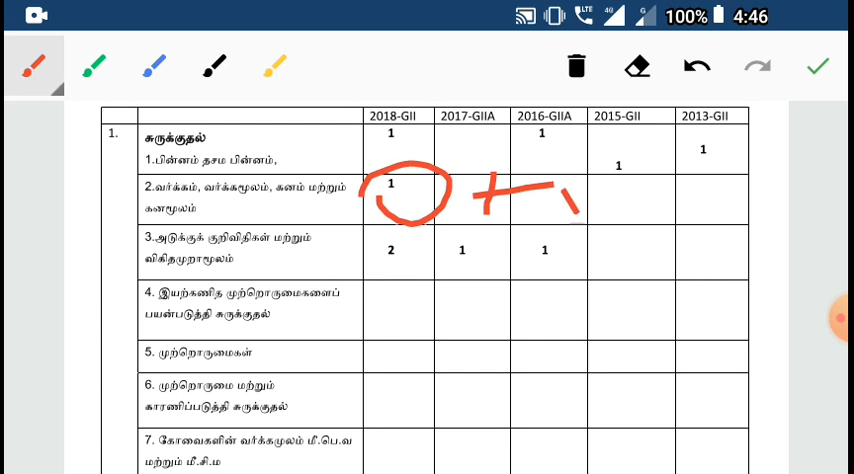 LTE 4G G 100% 4:46
2018-GII 2017-GIIA 2016-GIIA 2015-GII 2013-GII
1. சுருக்குதல் 1 1
1.பின்னம் தசம பின்னம், 1 1
2.வர்க்கம், வர்க்கமூலம், கனம் மற்றும் 1
கனமூலம்
3.அடுக்குக் குறிவிதிகள் மற்றும் 2 1 1
விகிதமுறாமூலம்
4. இயற்கணித முற்றொருமைகளைப்
பயன்படுத்தி சுருக்குதல்
5. முற்றொருமைகள்
6. முற்றொருமை மற்றும்
காரணிப்படுத்தி சுருக்குதல்
7. கோவைகளின் வர்க்கமுலம் மீ.பெ.வ
மற்றும் மீ.சி.ம